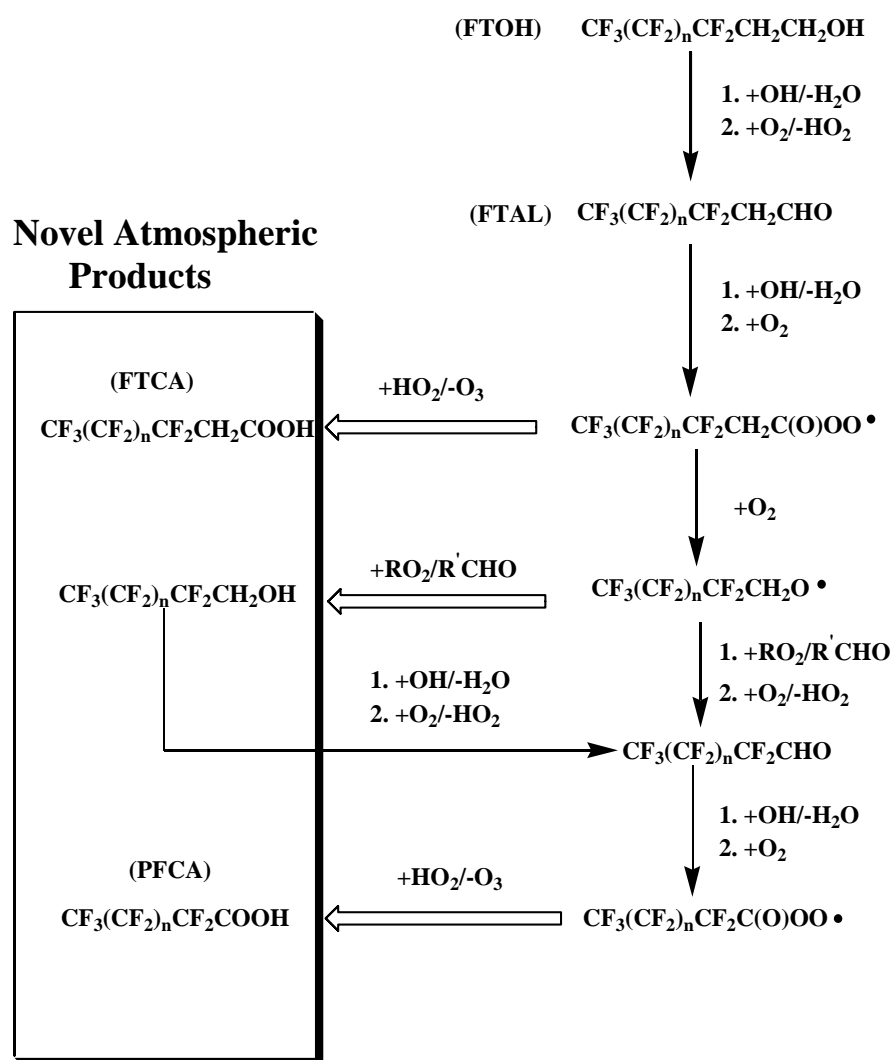 (FTOH) CF₃(CF₂)ₙCF₂CH₂CH₂OH
1. +OH/-H₂O
2. +O₂/-HO₂
(FTAL) CF₃(CF₂)ₙCF₂CH₂CHO
Novel Atmospheric
Products
1. +OH/-H₂O
2. +O₂
(FTCA)
+HO₂/-O₃
CF₃(CF₂)ₙCF₂CH₂COOH
CF₃(CF₂)ₙCF₂CH₂C(O)OO•
+O₂
+RO₂/R'CHO
CF₃(CF₂)ₙCF₂CH₂OH
CF₃(CF₂)ₙCF₂CH₂O•
1. +RO₂/R'CHO
2. +O₂/-HO₂
1. +OH/-H₂O
2. +O₂/-HO₂
CF₃(CF₂)ₙCF₂CHO
1. +OH/-H₂O
2. +O₂
(PFCA)
+HO₂/-O₃
CF₃(CF₂)ₙCF₂COOH
CF₃(CF₂)ₙCF₂C(O)OO•